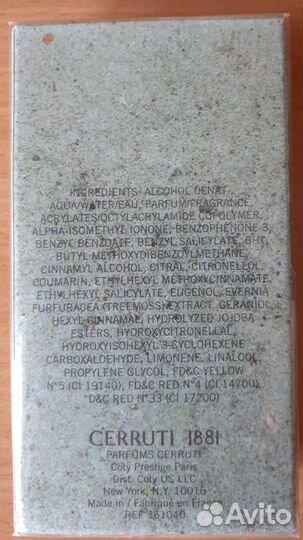 INGREDIENTS: ALCOHOL DENAT.
AQUA/WATER/EAU, PARFUM/FRAGRANCE,
ACRYLATES/OCTYLACRYLAMIDE COPOLYMER,
ALPHA-ISOMETHYL IONONE, BENZOPHENONE-3,
BENZYL BENZOATE, BENZYL SALICYLATE, BHT,
BUTYL METHOXYDIBENZOYLMETHANE,
CINNAMYL ALCOHOL, CITRAL, CITRONELLOL,
COUMARIN, ETHYLHEXYL METHOXYCINNAMATE,
ETHYLHEXYL SALICYLATE, EUGENOL, EVERNIA
FURFURACEA (TREEMOSS) EXTRACT, GERANIOL,
HEXYL CINNAMAL, HYDROLYZED JOJOBA
ESTERS, HYDROXYCITRONELLAL,
HYDROXYISOHEXYL 3-CYCLOHEXENE
CARBOXALDEHYDE, LIMONENE, LINALOOL,
PROPYLENE GLYCOL, FD&C YELLOW
N°5 (CI 19140), FD&C RED N°4 (CI 14700),
D&C RED N°33 (CI 17200)
CERRUTI 1881
PARFUMS CERRUTI
Coty Prestige Paris
Dist. Coty US LLC
New York, N.Y. 10016
Made in / Fabriqué en France
REF 361040
Avito